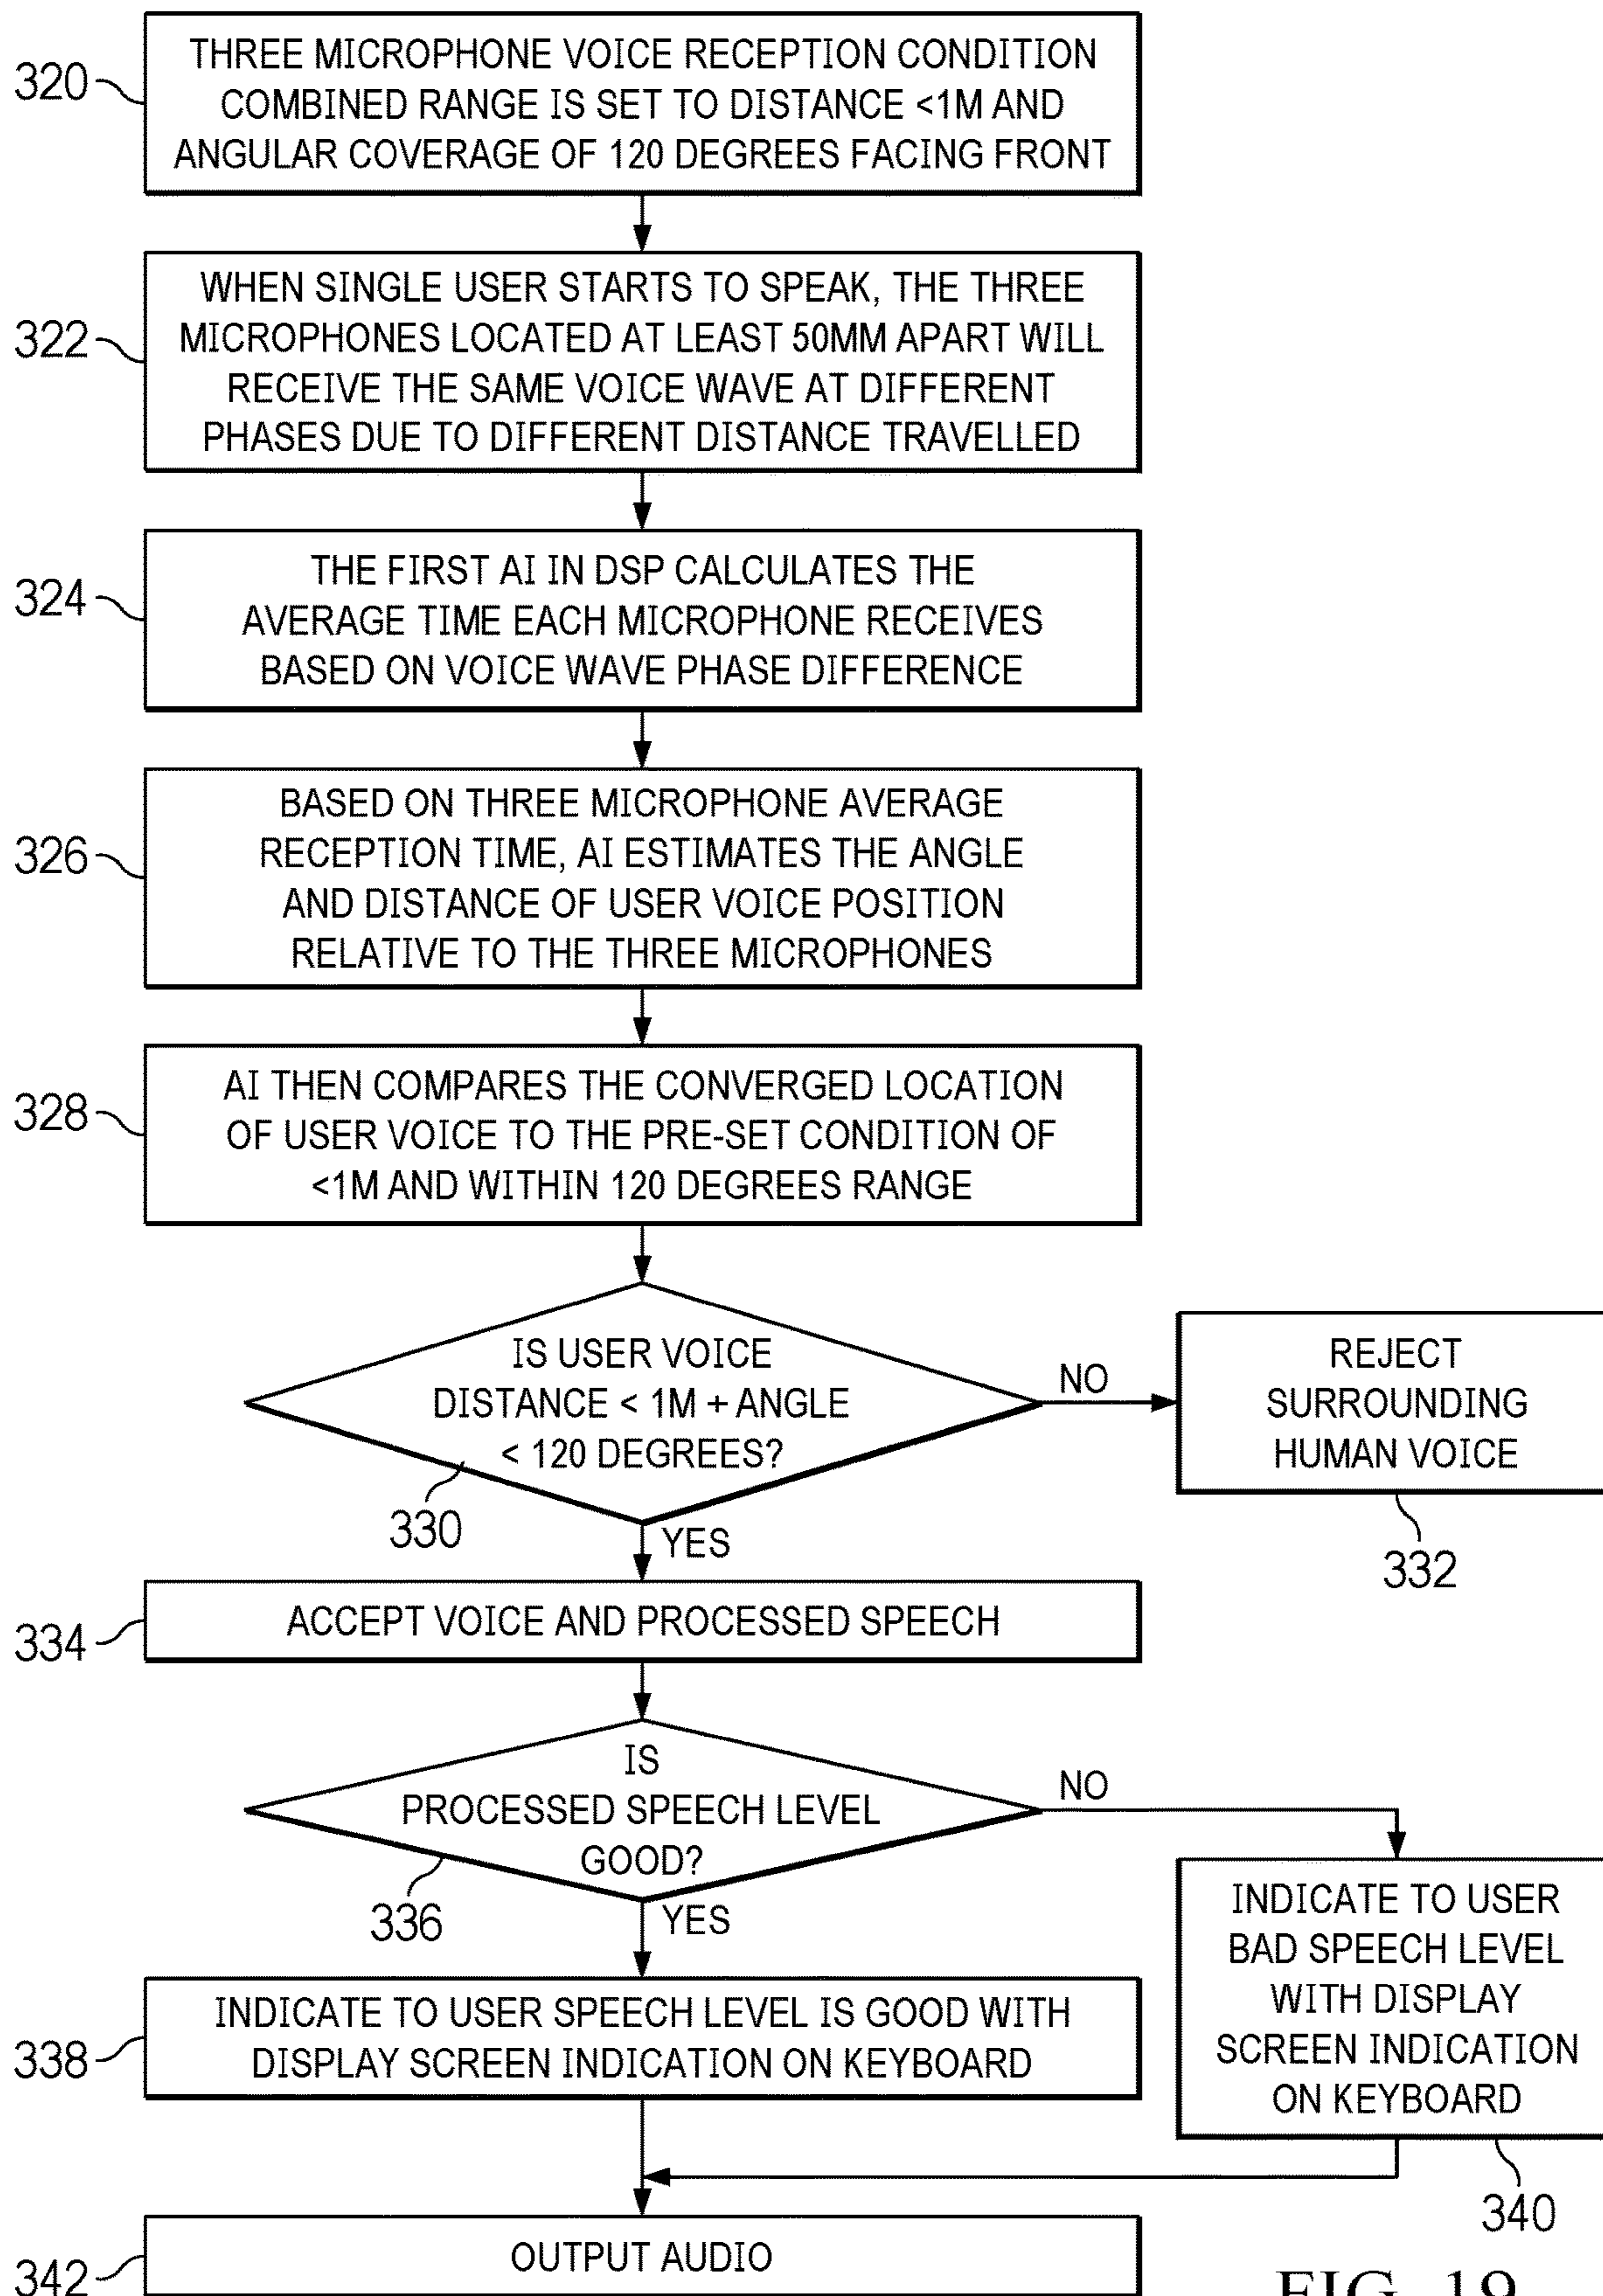 320
THREE MICROPHONE VOICE RECEPTION CONDITION
COMBINED RANGE IS SET TO DISTANCE <1M AND
ANGULAR COVERAGE OF 120 DEGREES FACING FRONT
322
WHEN SINGLE USER STARTS TO SPEAK, THE THREE
MICROPHONES LOCATED AT LEAST 50MM APART WILL
RECEIVE THE SAME VOICE WAVE AT DIFFERENT
PHASES DUE TO DIFFERENT DISTANCE TRAVELLED
324
THE FIRST AI IN DSP CALCULATES THE
AVERAGE TIME EACH MICROPHONE RECEIVES
BASED ON VOICE WAVE PHASE DIFFERENCE
326
BASED ON THREE MICROPHONE AVERAGE
RECEPTION TIME, AI ESTIMATES THE ANGLE
AND DISTANCE OF USER VOICE POSITION
RELATIVE TO THE THREE MICROPHONES
328
AI THEN COMPARES THE CONVERGED LOCATION
OF USER VOICE TO THE PRE-SET CONDITION OF
<1M AND WITHIN 120 DEGREES RANGE
IS USER VOICE
DISTANCE < 1M + ANGLE
< 120 DEGREES?
330
NO
REJECT
SURROUNDING
HUMAN VOICE
332
YES
334
ACCEPT VOICE AND PROCESSED SPEECH
IS
PROCESSED SPEECH LEVEL
GOOD?
336
NO
YES
338
INDICATE TO USER SPEECH LEVEL IS GOOD WITH
DISPLAY SCREEN INDICATION ON KEYBOARD
INDICATE TO USER
BAD SPEECH LEVEL
WITH DISPLAY
SCREEN INDICATION
ON KEYBOARD
340
342
OUTPUT AUDIO
FIG. 19